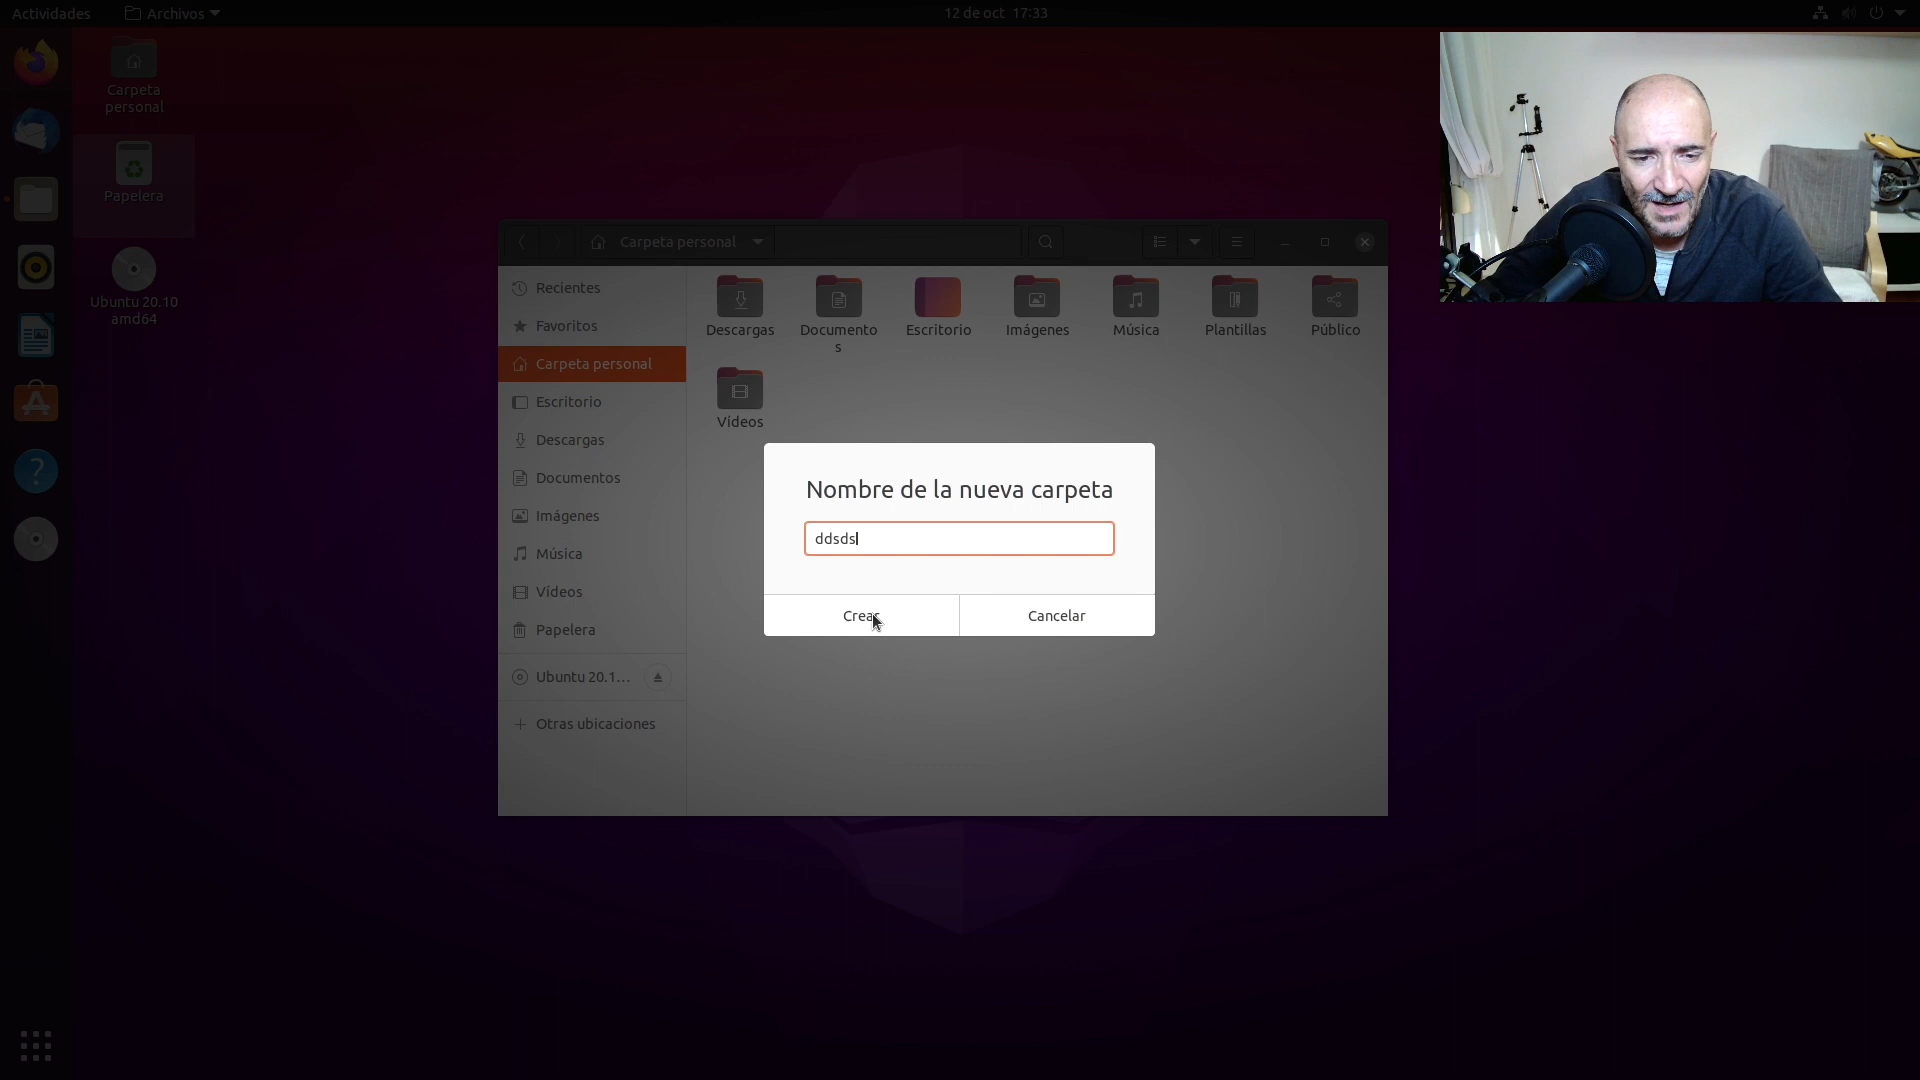 Actividades
Archivos
12 de oct 17:33
Carpeta
personal
Papelera
Ubuntu 20.10
amd64
Carpeta personal
Recientes
Favoritos
Carpeta personal
Escritorio
Descargas
Documentos
Imágenes
Música
Vídeos
Papelera
Ubuntu 20.1...
Otras ubicaciones
Descargas
Documento
s
Escritorio
Imágenes
Música
Plantillas
Público
Vídeos
Nombre de la nueva carpeta
ddsds
Crear
Cancelar